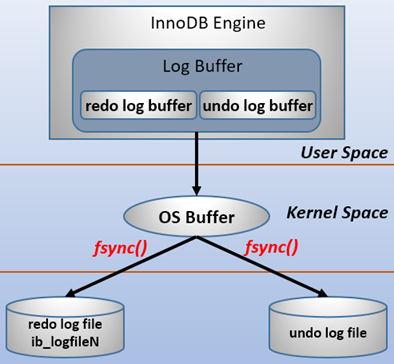 InnoDB Engine
Log Buffer
redo log buffer
undo log buffer
User Space
OS Buffer
Kernel Space
fsync()
fsync()
redo log file
ib_logfileN
undo log file